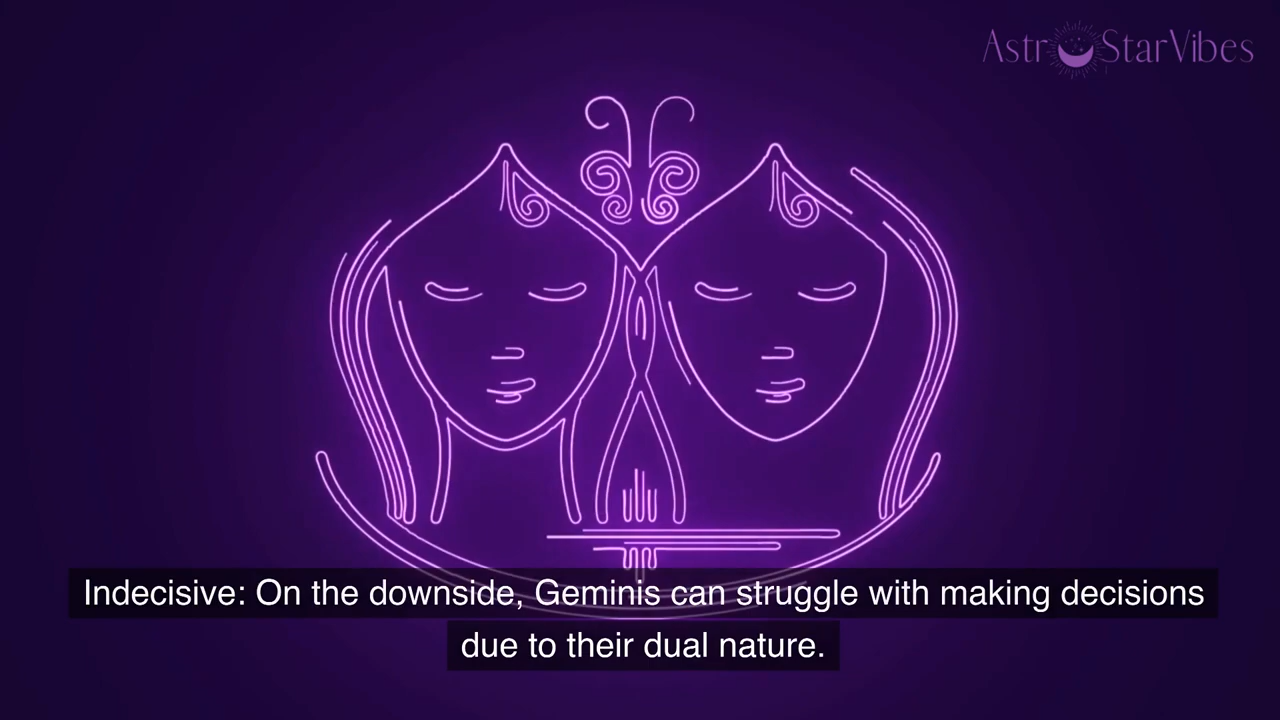 AstroStarVibes
Indecisive: On the downside, Geminis can struggle with making decisions
due to their dual nature.